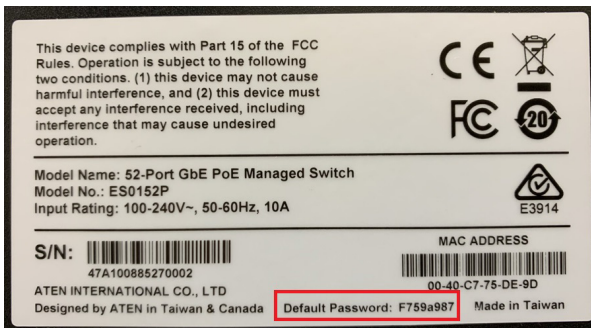 This device complies with Part 15 of the FCC
Rules. Operation is subject to the following
two conditions. (1) this device may not cause
harmful interference, and (2) this device must
accept any interference received, including
interference that may cause undesired
operation.
CE
FC
20
Model Name: 52-Port GbE PoE Managed Switch
Model No.: ES0152P
Input Rating: 100-240V~, 50-60Hz, 10A
E3914
S/N:
47A100885270002
MAC ADDRESS
00-40-C7-75-DE-9D
ATEN INTERNATIONAL CO., LTD
Designed by ATEN in Taiwan & Canada
Default Password: F759a987
Made in Taiwan